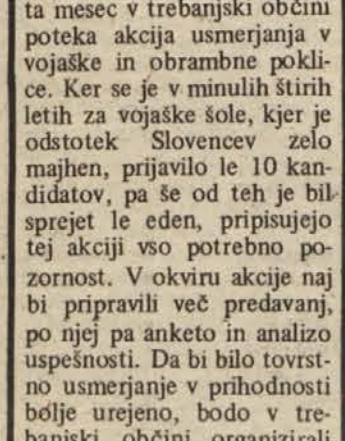 ta mesec v trebanjski občini
poteka akcija usmerjanja v
vojaške in obrambne pokli-
ce. Ker se je v minulih štirih
letih za vojaške šole, kjer je
odstotek Slovencev zelo
majhen, prijavilo le 10 kan-
didatov, pa še od teh je bil
sprejet le eden, pripisujejo
tej akciji vso potrebno po-
zornost. V okviru akcije naj
bi pripravili več predavanj,
po njej pa anketo in analizo
uspešnosti. Da bi bilo tovrst-
no usmerjanje v prihodnosti
bolje urejeno, bodo v tre-
banjski občini organizirali